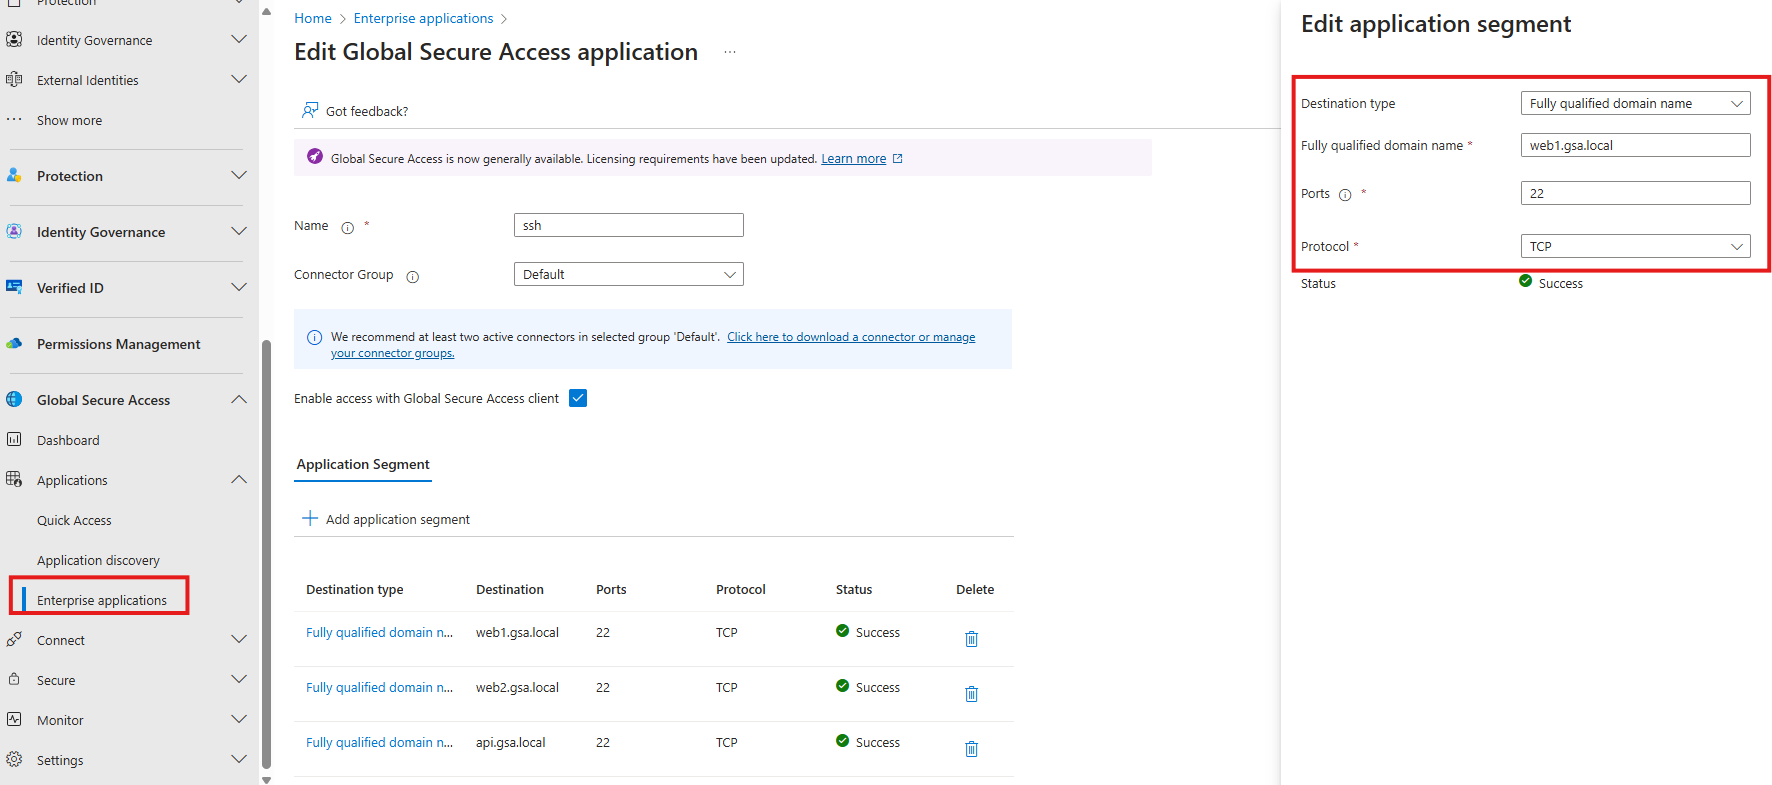 Protection
Identity Governance
External Identities
Show more
Protection
Identity Governance
Verified ID
Permissions Management
Global Secure Access
Dashboard
Applications
Quick Access
Application discovery
Enterprise applications
Connect
Secure
Monitor
Settings
Home > Enterprise applications >
Edit Global Secure Access application ...
Got feedback?
Global Secure Access is now generally available. Licensing requirements have been updated. Learn more
Name * ssh
Connector Group Default
We recommend at least two active connectors in selected group 'Default'. Click here to download a connector or manage
your connector groups.
Enable access with Global Secure Access client
Application Segment
+ Add application segment
Destination type Destination Ports Protocol Status Delete
Fully qualified domain n... web1.gsa.local 22 TCP Success
Fully qualified domain n... web2.gsa.local 22 TCP Success
Fully qualified domain n... api.gsa.local 22 TCP Success
Edit application segment
Destination type Fully qualified domain name
Fully qualified domain name * web1.gsa.local
Ports * 22
Protocol * TCP
Status Success